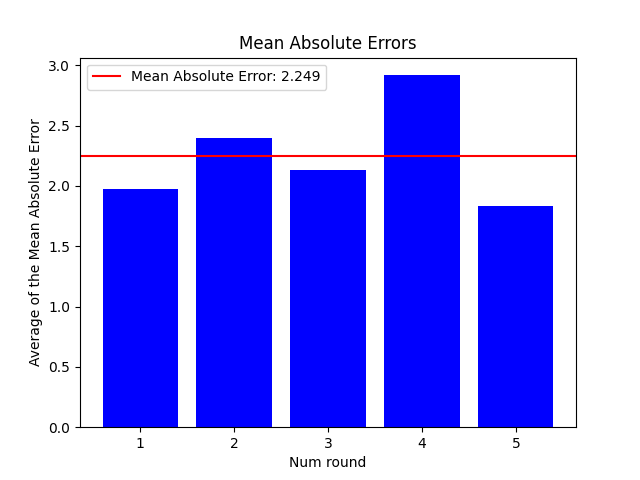 Mean Absolute Errors
Mean Absolute Error: 2.249
3.0
2.5
2.0
1.5
1.0
0.5
0.0
Average of the Mean Absolute Error
1 2 3 4 5
Num round